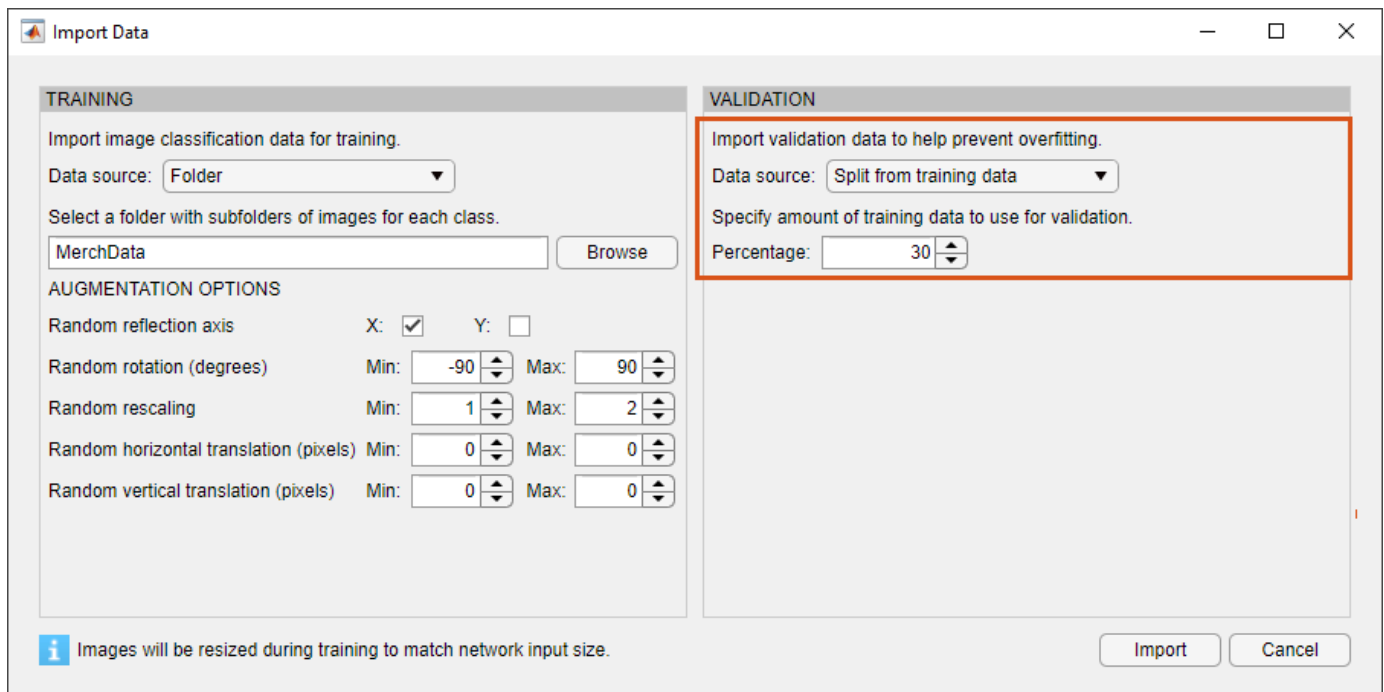 Import Data
TRAINING
Import image classification data for training.
Data source: Folder
Select a folder with subfolders of images for each class.
MerchData Browse
AUGMENTATION OPTIONS
Random reflection axis X: Y:
Random rotation (degrees) Min: -90 Max: 90
Random rescaling Min: 1 Max: 2
Random horizontal translation (pixels) Min: 0 Max: 0
Random vertical translation (pixels) Min: 0 Max: 0
VALIDATION
Import validation data to help prevent overfitting.
Data source: Split from training data
Specify amount of training data to use for validation.
Percentage: 30
Images will be resized during training to match network input size.
Import Cancel